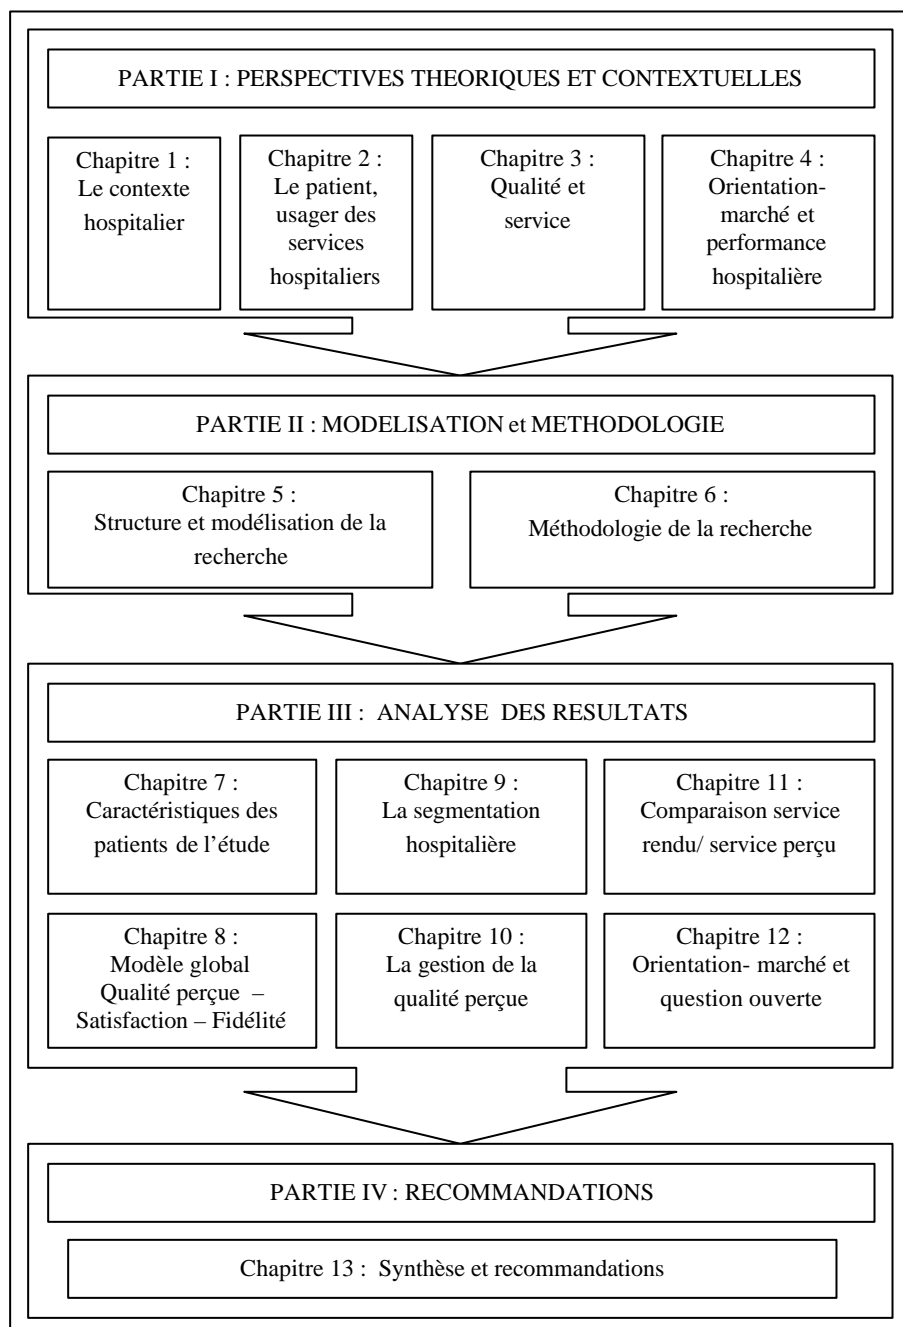 PARTIE I : PERSPECTIVES THEORIQUES ET CONTEXTUELLES
Chapitre 1 :
Le contexte
hospitalier
Chapitre 2 :
Le patient,
usager des
services
hospitaliers
Chapitre 3 :
Qualité et
service
Chapitre 4 :
Orientation-
marché et
performance
hospitalière
PARTIE II : MODELISATION et METHODOLOGIE
Chapitre 5 :
Structure et modélisation de la
recherche
Chapitre 6 :
Méthodologie de la recherche
PARTIE III : ANALYSE DES RESULTATS
Chapitre 7 :
Caractéristiques des
patients de l’étude
Chapitre 9 :
La segmentation
hospitalière
Chapitre 11 :
Comparaison service
rendu/ service perçu
Chapitre 8 :
Modèle global
Qualité perçue –
Satisfaction – Fidélité
Chapitre 10 :
La gestion de la
qualité perçue
Chapitre 12 :
Orientation- marché et
question ouverte
PARTIE IV : RECOMMANDATIONS
Chapitre 13 : Synthèse et recommandations